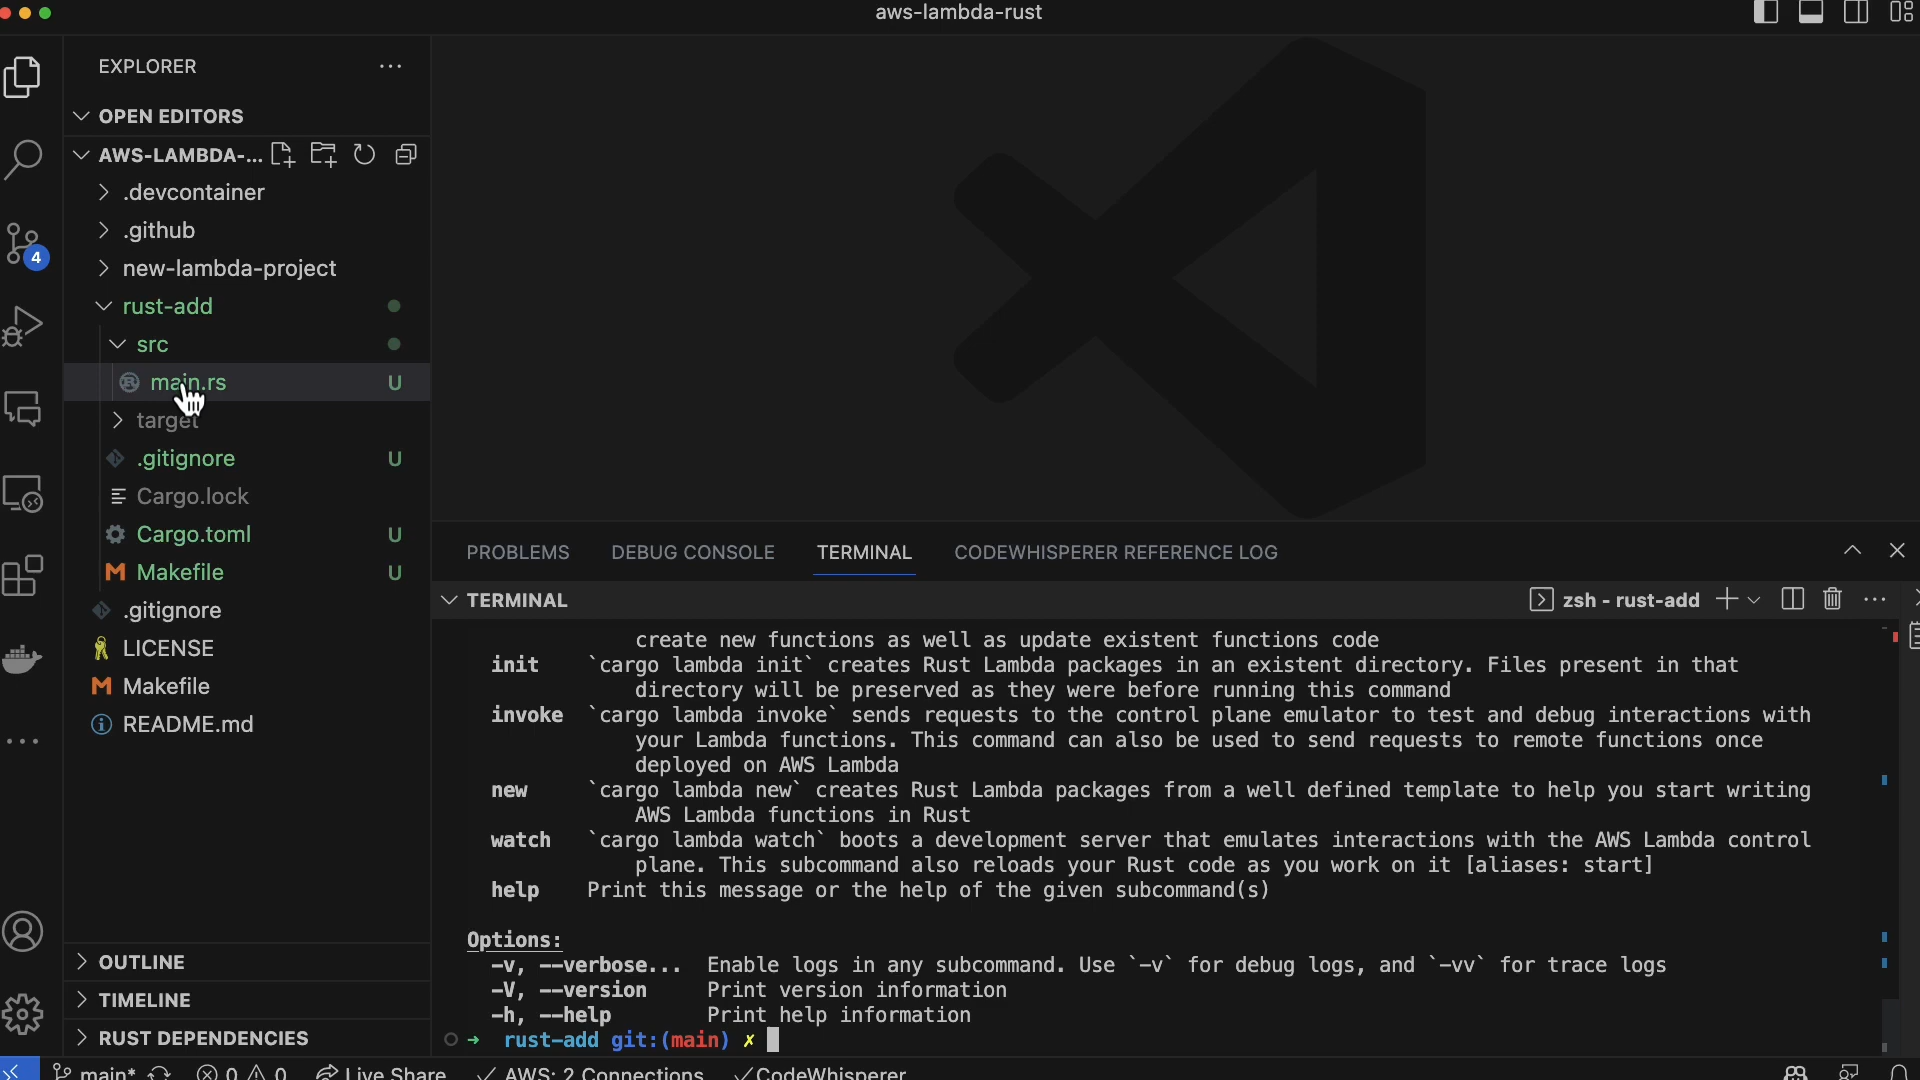 aws-lambda-rust
EXPLORER
OPEN EDITORS
AWS-LAMBDA-...
.devcontainer
.github
4
new-lambda-project
rust-add
src
main.rs U
target
.gitignore U
Cargo.lock
Cargo.toml U
Makefile U
.gitignore
LICENSE
Makefile
README.md
OUTLINE
TIMELINE
RUST DEPENDENCIES
PROBLEMS DEBUG CONSOLE TERMINAL CODEWHISPERER REFERENCE LOG
TERMINAL zsh - rust-add
create new functions as well as update existent functions code
init `cargo lambda init` creates Rust Lambda packages in an existent directory. Files present in that
directory will be preserved as they were before running this command
invoke `cargo lambda invoke` sends requests to the control plane emulator to test and debug interactions with
your Lambda functions. This command can also be used to send requests to remote functions once
deployed on AWS Lambda
new `cargo lambda new` creates Rust Lambda packages from a well defined template to help you start writing
AWS Lambda functions in Rust
watch `cargo lambda watch` boots a development server that emulates interactions with the AWS Lambda control
plane. This subcommand also reloads your Rust code as you work on it [aliases: start]
help Print this message or the help of the given subcommand(s)
Options:
-v, --verbose... Enable logs in any subcommand. Use `-v` for debug logs, and `-vv` for trace logs
-V, --version Print version information
-h, --help Print help information
➜ rust-add git:(main) ✗
main* 0 0 Live Share ✓ AWS: 2 Connections ✓ CodeWhisperer